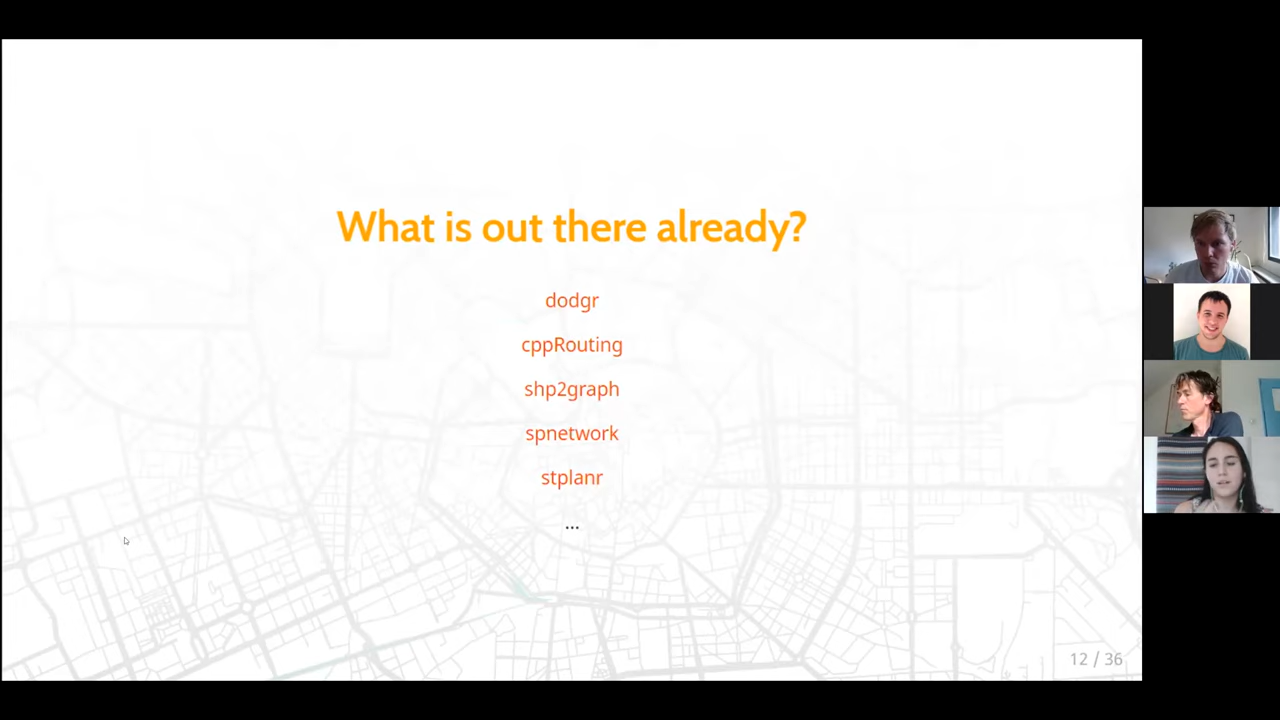 What is out there already?
dodgr
cppRouting
shp2graph
spnetwork
stplanr
...
12 / 36